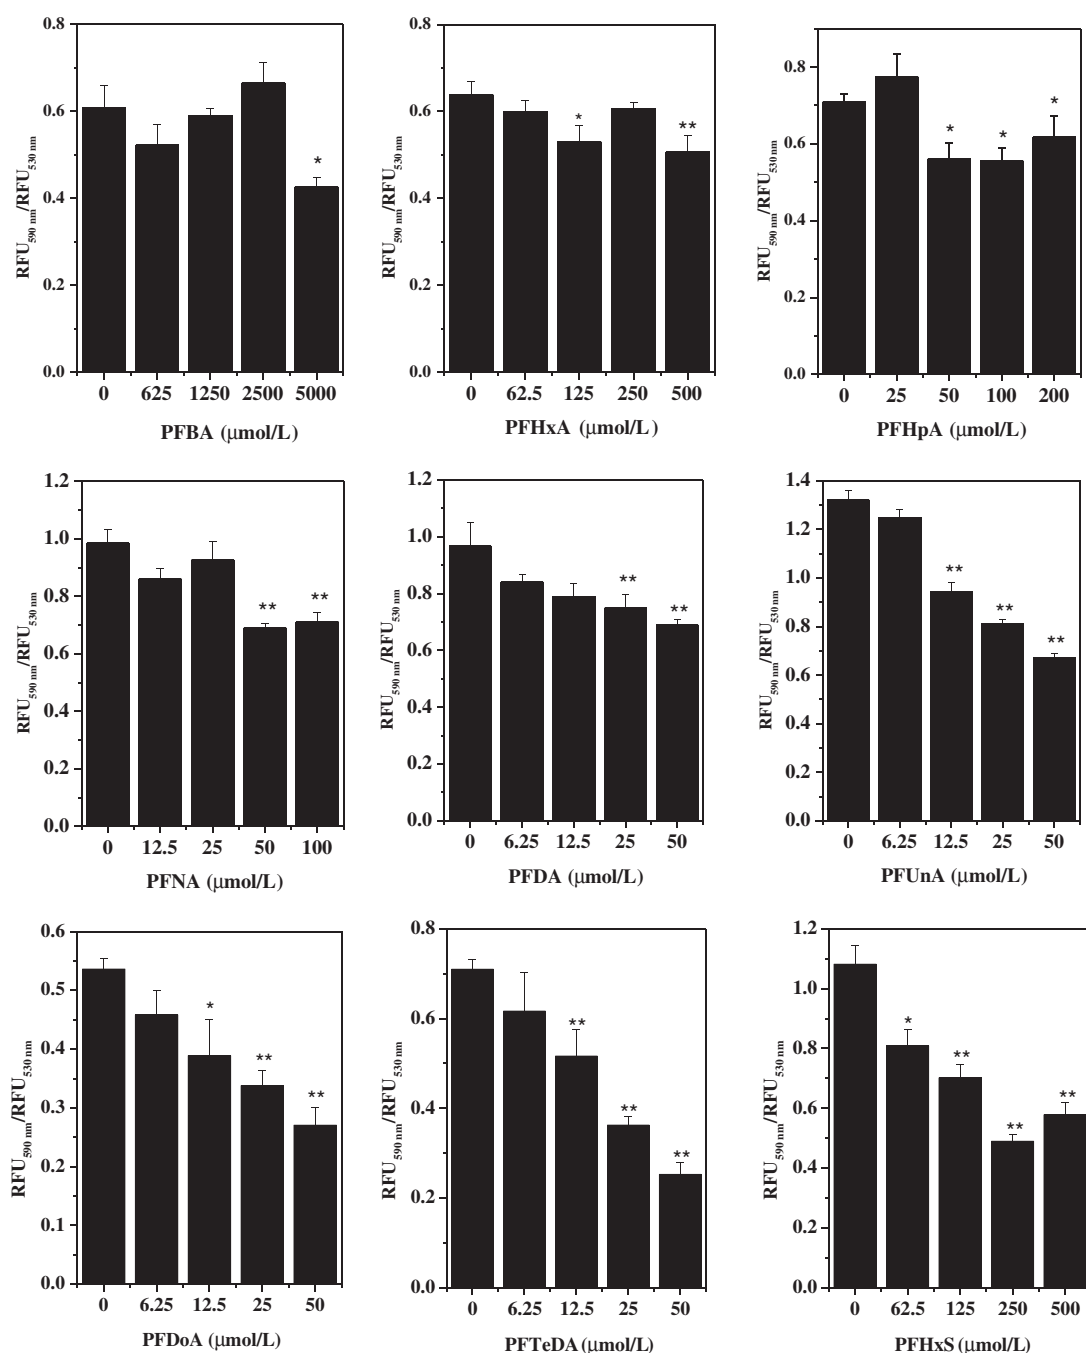 0.8
0.6
0.4
0.2
0.0
RFU590 nm/RFU530 nm
*
0 625 1250 2500 5000
PFBA (μmol/L)
0.8
0.6
0.4
0.2
0.0
RFU590 nm/RFU530 nm
*
**
0 62.5 125 250 500
PFHxA (μmol/L)
0.8
0.6
0.4
0.2
0.0
RFU590 nm/RFU530 nm
* * *
0 25 50 100 200
PFHpA (μmol/L)
1.2
1.0
0.8
0.6
0.4
0.2
0.0
RFU590 nm/RFU530 nm
** **
0 12.5 25 50 100
PFNA (μmol/L)
1.2
1.0
0.8
0.6
0.4
0.2
0.0
RFU590 nm/RFU530 nm
** **
0 6.25 12.5 25 50
PFDA (μmol/L)
1.4
1.2
1.0
0.8
0.6
0.4
0.2
0.0
RFU590 nm/RFU530 nm
** ** **
0 6.25 12.5 25 50
PFUnA (μmol/L)
0.6
0.5
0.4
0.3
0.2
0.1
0.0
RFU590 nm/RFU530 nm
* ** **
0 6.25 12.5 25 50
PFDoA (μmol/L)
0.8
0.6
0.4
0.2
0.0
RFU590 nm/RFU530 nm
** ** **
0 6.25 12.5 25 50
PFTeDA (μmol/L)
1.2
1.0
0.8
0.6
0.4
0.2
0.0
RFU590 nm/RFU530 nm
* ** ** **
0 62.5 125 250 500
PFHxS (μmol/L)